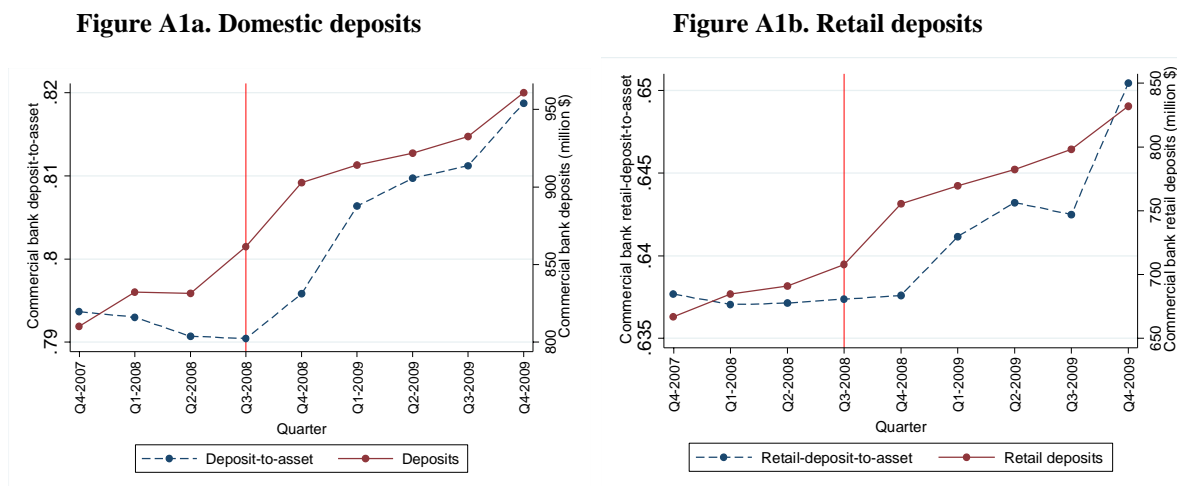 Figure A1a. Domestic deposits
Commercial bank deposit-to-asset
.82
.81
.8
.79
950
900
850
800
Commercial bank deposits (million $)
Q4-2007
Q1-2008
Q2-2008
Q3-2008
Q4-2008
Q1-2009
Q2-2009
Q3-2009
Q4-2009
Quarter
Deposit-to-asset
Deposits
Figure A1b. Retail deposits
Commercial bank retail-deposit-to-asset
.65
.645
.64
.635
850
800
750
700
650
Commercial bank retail deposits (million $)
Q4-2007
Q1-2008
Q2-2008
Q3-2008
Q4-2008
Q1-2009
Q2-2009
Q3-2009
Q4-2009
Quarter
Retail-deposit-to-asset
Retail deposits